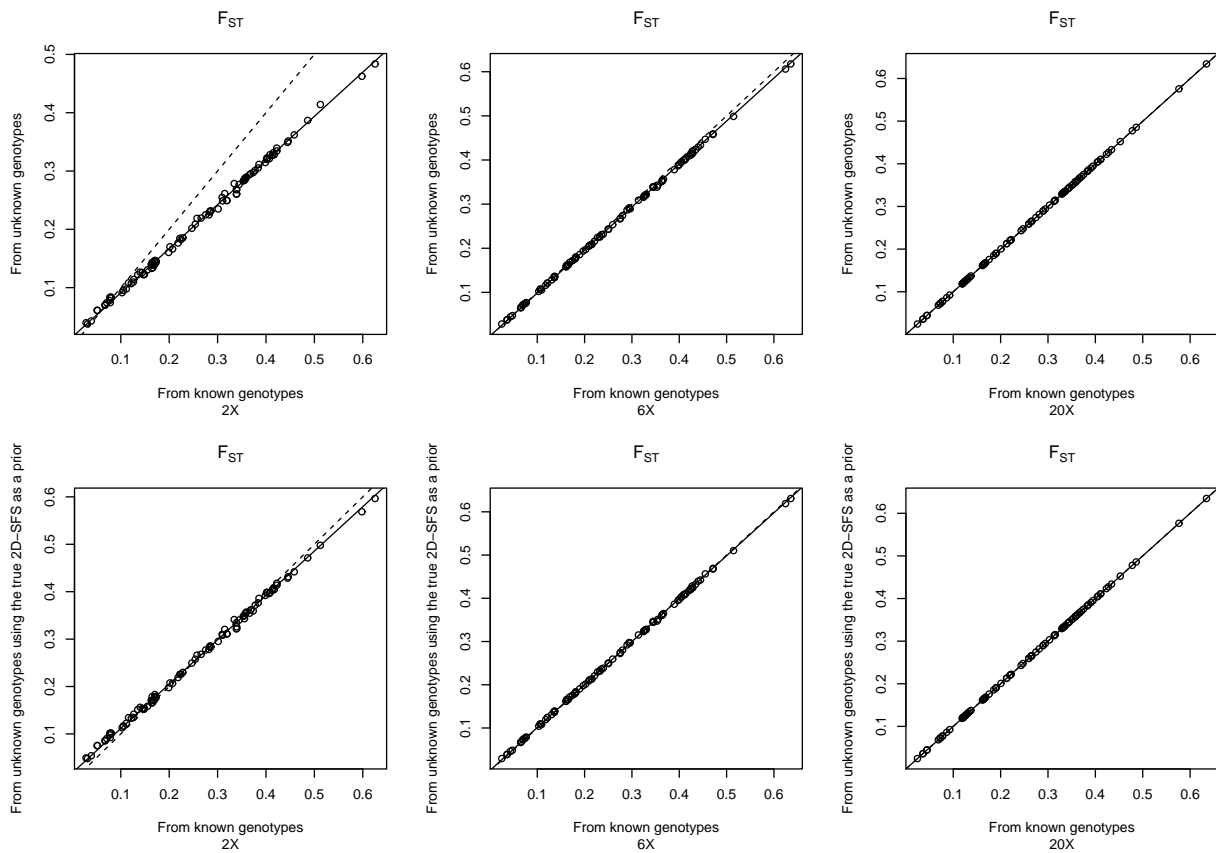 FST
From unknown genotypes
0.1 0.2 0.3 0.4 0.5
0.1 0.2 0.3 0.4 0.5 0.6
From known genotypes
2X
FST
From unknown genotypes
0.1 0.2 0.3 0.4 0.5 0.6
0.1 0.2 0.3 0.4 0.5 0.6
From known genotypes
6X
FST
From unknown genotypes
0.1 0.2 0.3 0.4 0.5 0.6
0.1 0.2 0.3 0.4 0.5 0.6
From known genotypes
20X
FST
From unknown genotypes using the true 2D−SFS as a prior
0.1 0.2 0.3 0.4 0.5 0.6
0.1 0.2 0.3 0.4 0.5 0.6
From known genotypes
2X
FST
From unknown genotypes using the true 2D−SFS as a prior
0.1 0.2 0.3 0.4 0.5 0.6
0.1 0.2 0.3 0.4 0.5 0.6
From known genotypes
6X
FST
From unknown genotypes using the true 2D−SFS as a prior
0.1 0.2 0.3 0.4 0.5 0.6
0.1 0.2 0.3 0.4 0.5 0.6
From known genotypes
20X